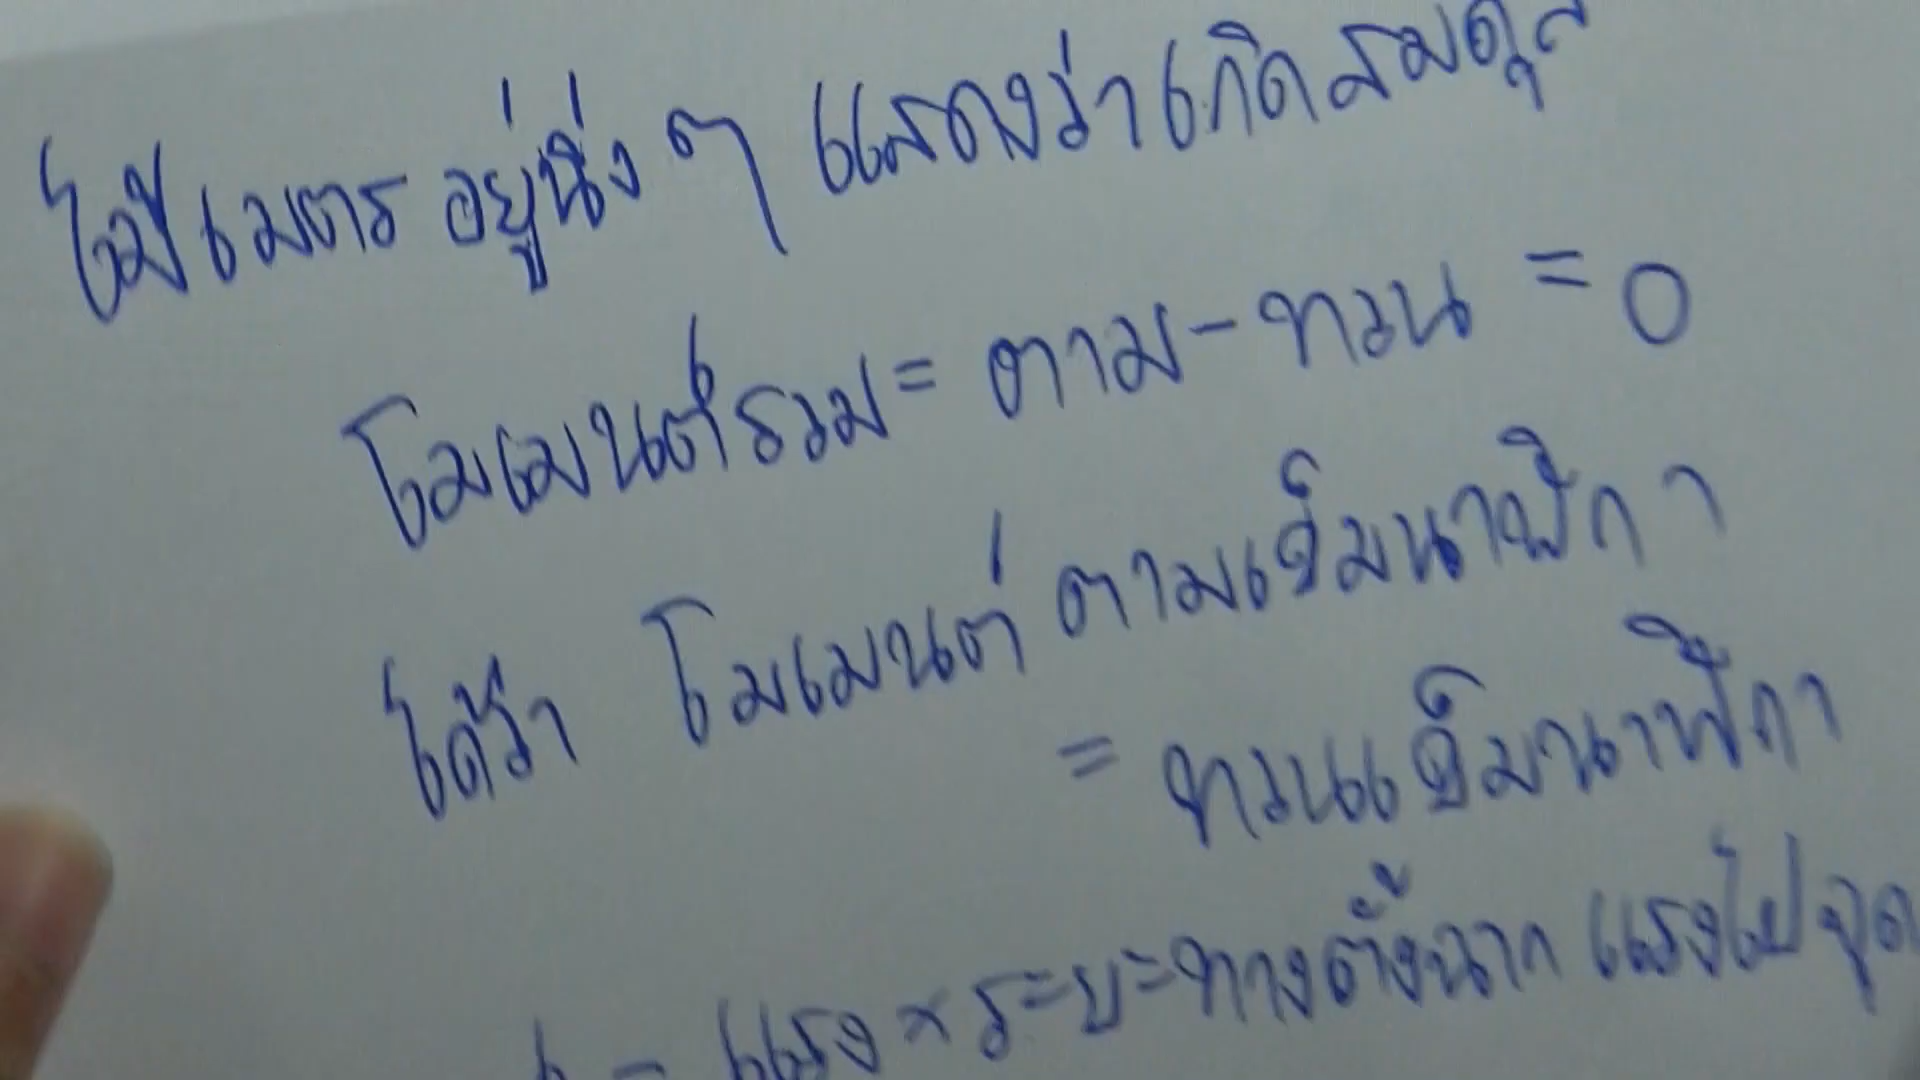 ไม้เมตร อยู่นิ่ง ๆ แสดงว่าเกิดสมดุล
โมเมนต์รวม = ตาม - ทวน = 0
ได้ว่า โมเมนต์ ตามเข็มนาฬิกา
= ทวนเข็มนาฬิกา
= แรง × ระยะทางตั้งฉาก แรงไปจุด